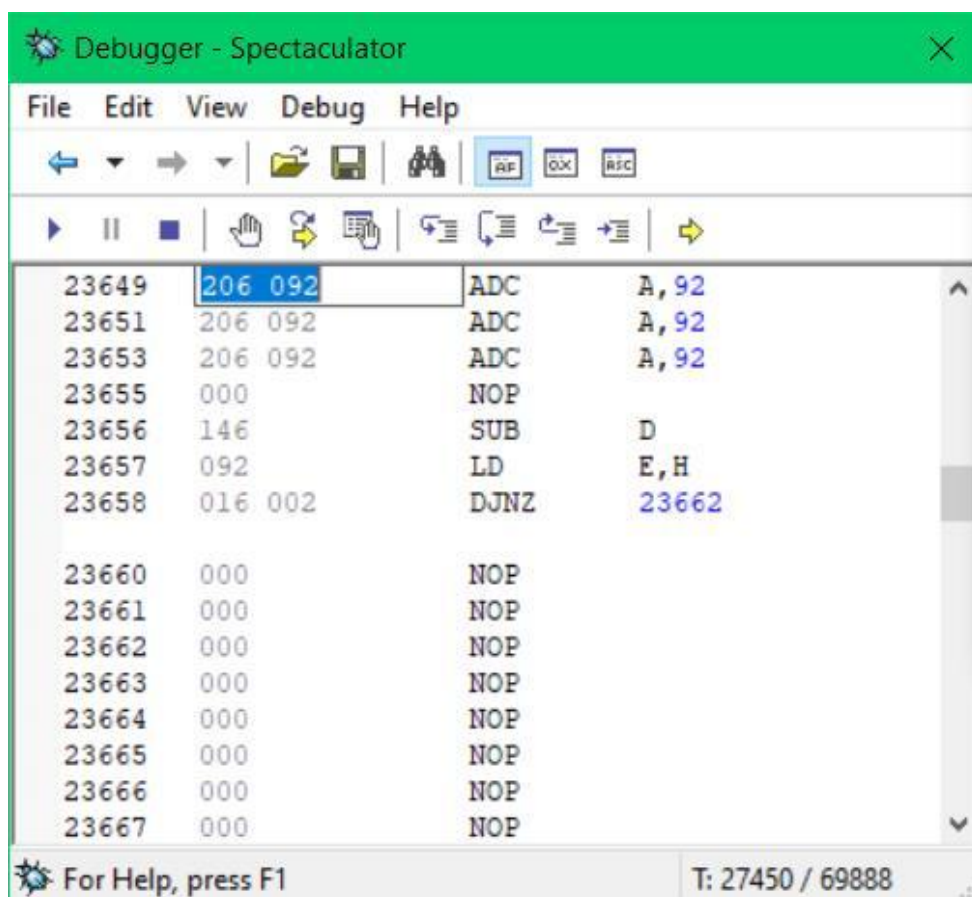 Debugger - Spectaculator
File Edit View Debug Help
AF OX ASC
23649 206 092 ADC A,92
23651 206 092 ADC A,92
23653 206 092 ADC A,92
23655 000 NOP
23656 146 SUB D
23657 092 LD E,H
23658 016 002 DJNZ 23662
23660 000 NOP
23661 000 NOP
23662 000 NOP
23663 000 NOP
23664 000 NOP
23665 000 NOP
23666 000 NOP
23667 000 NOP
For Help, press F1 T: 27450 / 69888